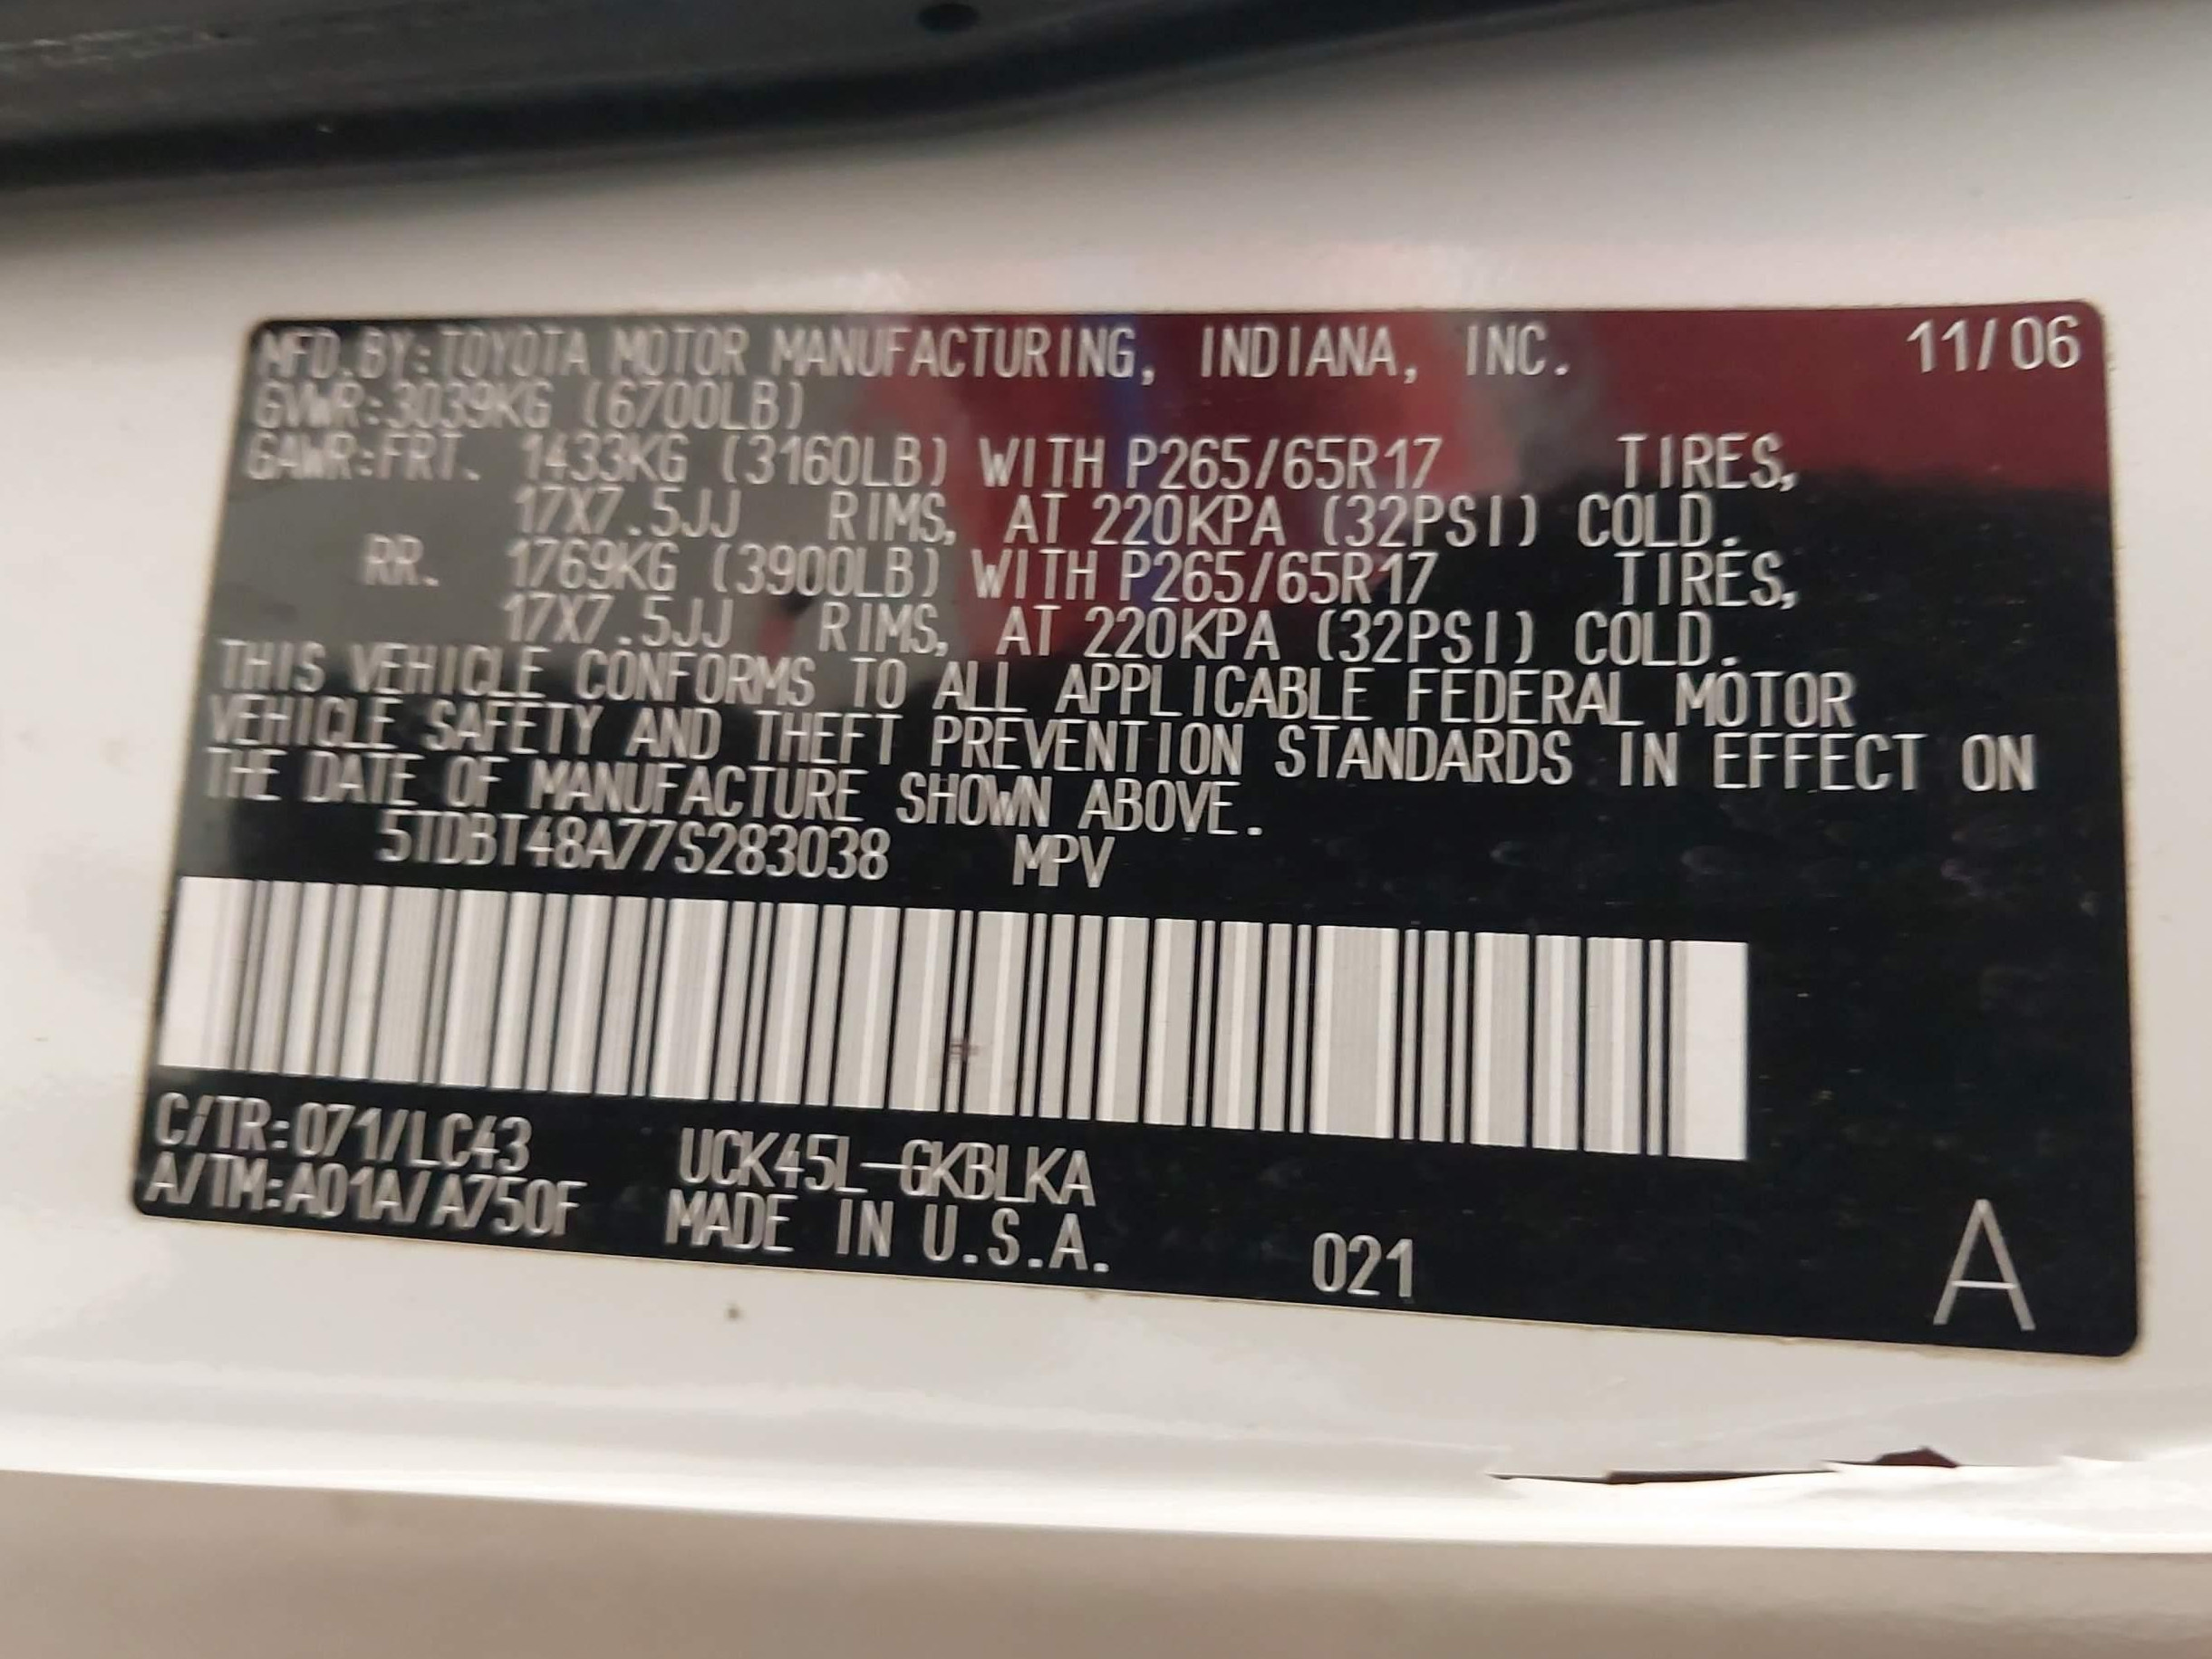 MFD.BY:TOYOTA MOTOR MANUFACTURING, INDIANA, INC. 11/06
GVWR:3039KG (6700LB)
GAWR:FRT. 1433KG (3160LB) WITH P265/65R17 TIRES,
17X7.5JJ RIMS, AT 220KPA (32PSI) COLD.
RR. 1769KG (3900LB) WITH P265/65R17 TIRES,
17X7.5JJ RIMS, AT 220KPA (32PSI) COLD.
THIS VEHICLE CONFORMS TO ALL APPLICABLE FEDERAL MOTOR
VEHICLE SAFETY AND THEFT PREVENTION STANDARDS IN EFFECT ON
THE DATE OF MANUFACTURE SHOWN ABOVE.
5TDBT48A77S283038 MPV
C/TR:071/LC43 UCK45L-GKBLKA
A/TM:A01A/A750F MADE IN U.S.A. 021 A